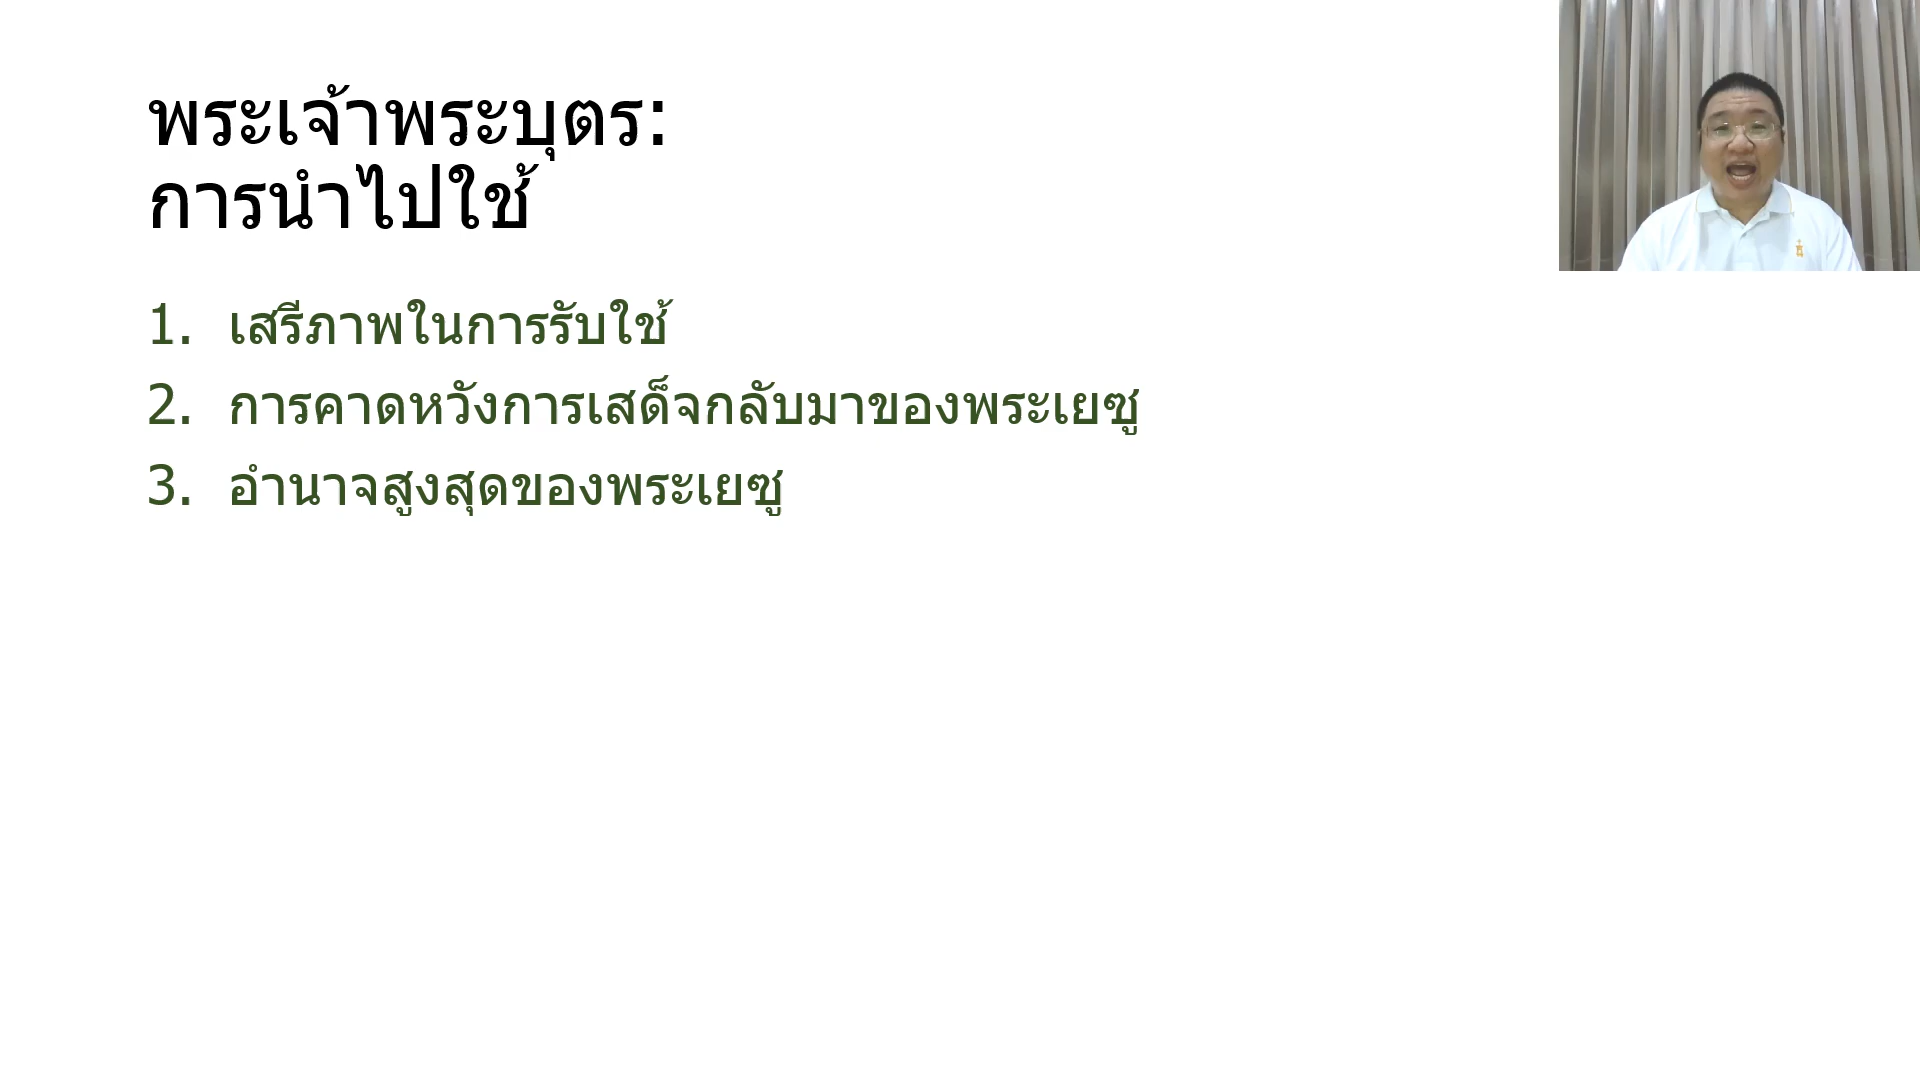 พระเจ้าพระบุตร:
การนำไปใช้
1. เสรีภาพในการรับใช้
2. การคาดหวังการเสด็จกลับมาของพระเยซู
3. อำนาจสูงสุดของพระเยซู